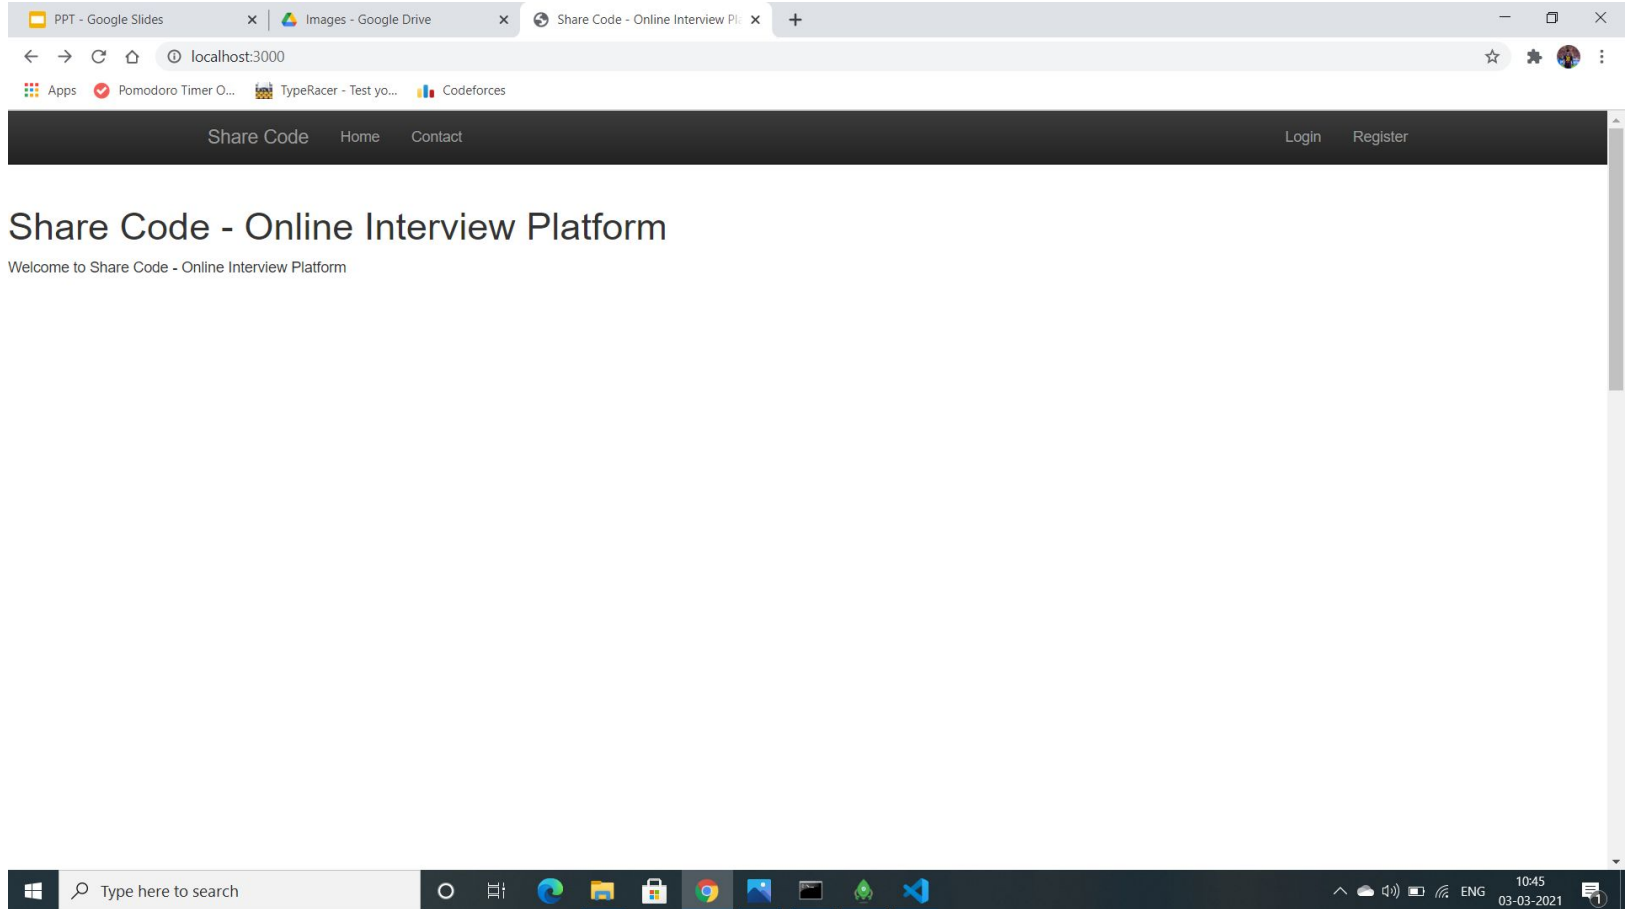 PPT - Google Slides
Images - Google Drive
Share Code - Online Interview Pl
localhost:3000
Apps
Pomodoro Timer O...
TypeRacer - Test yo...
Codeforces
Share Code
Home
Contact
Login
Register
Share Code - Online Interview Platform
Welcome to Share Code - Online Interview Platform
Type here to search
ENG
10:45
03-03-2021
1